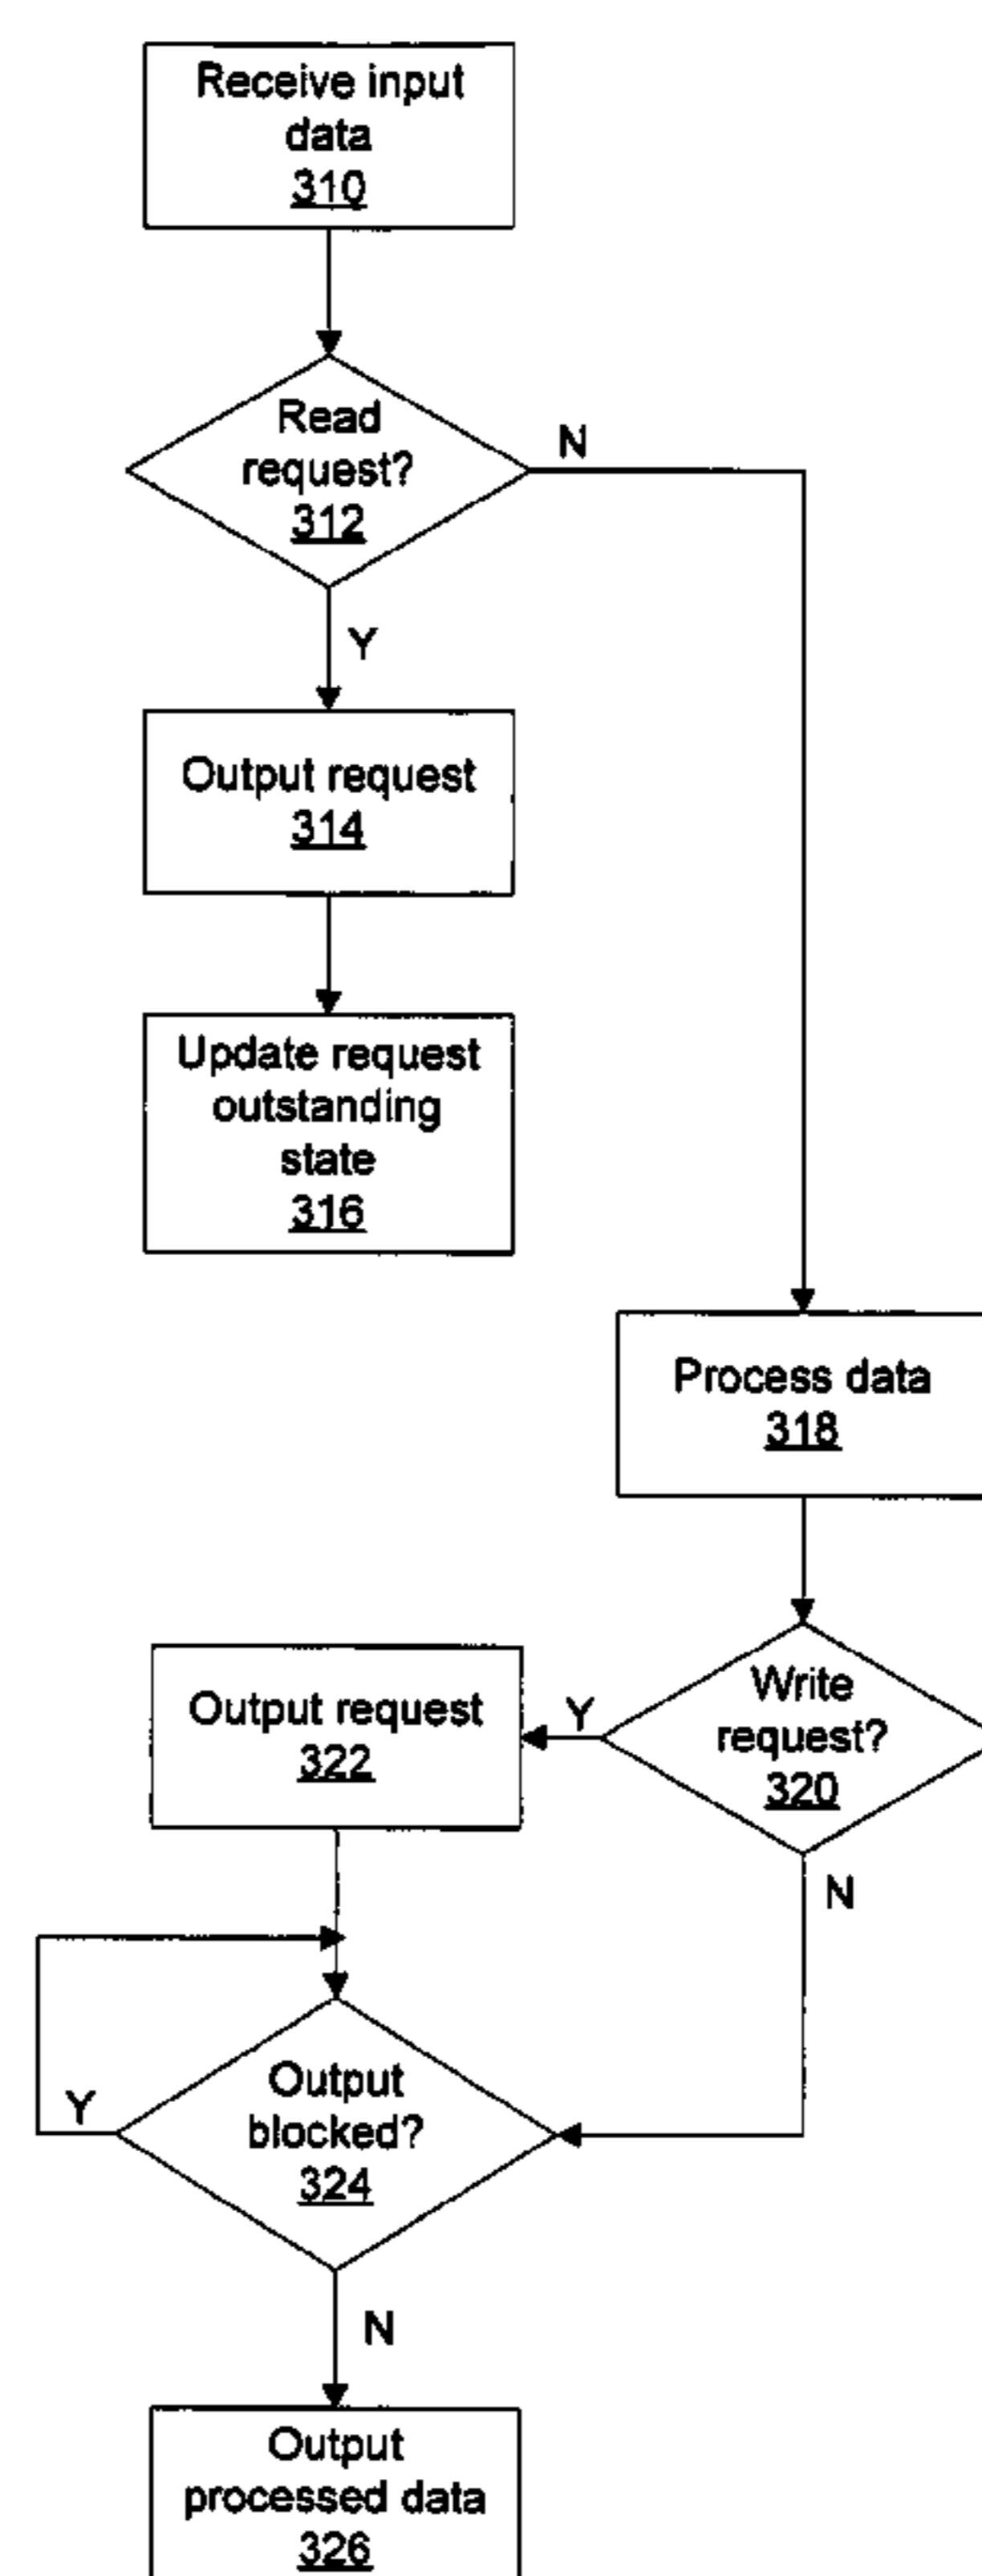 Receive input
data
310
Read
request?
312
N
Y
Output request
314
Update request
outstanding
state
316
Process data
318
Write
request?
320
Y
Output request
322
N
Output
blocked?
324
Y
N
Output
processed data
326